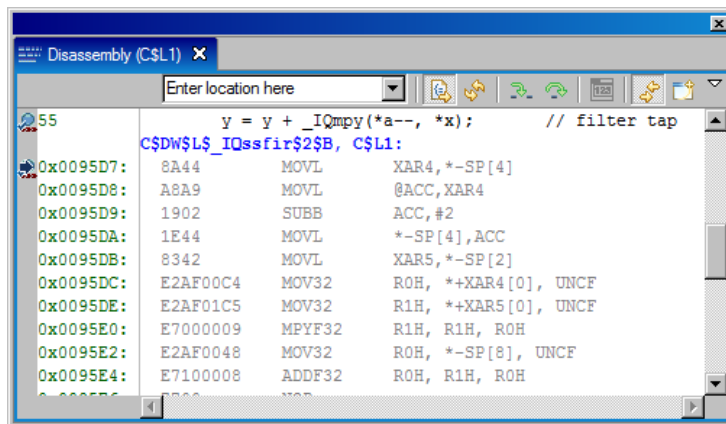 Disassembly (C$L1)
Enter location here
55 y = y + _IQmpy(*a--, *x); // filter tap
C$DW$L$_IQssfir$2$B, C$L1:
0x0095D7: 8A44 MOVL XAR4,*-SP[4]
0x0095D8: A8A9 MOVL @ACC,XAR4
0x0095D9: 1902 SUBB ACC,#2
0x0095DA: 1E44 MOVL *-SP[4],ACC
0x0095DB: 8342 MOVL XAR5,*-SP[2]
0x0095DC: E2AF00C4 MOV32 R0H, *+XAR4[0], UNCF
0x0095DE: E2AF01C5 MOV32 R1H, *+XAR5[0], UNCF
0x0095E0: E7000009 MPYF32 R1H, R1H, R0H
0x0095E2: E2AF0048 MOV32 R0H, *-SP[8], UNCF
0x0095E4: E7100008 ADDF32 R0H, R1H, R0H